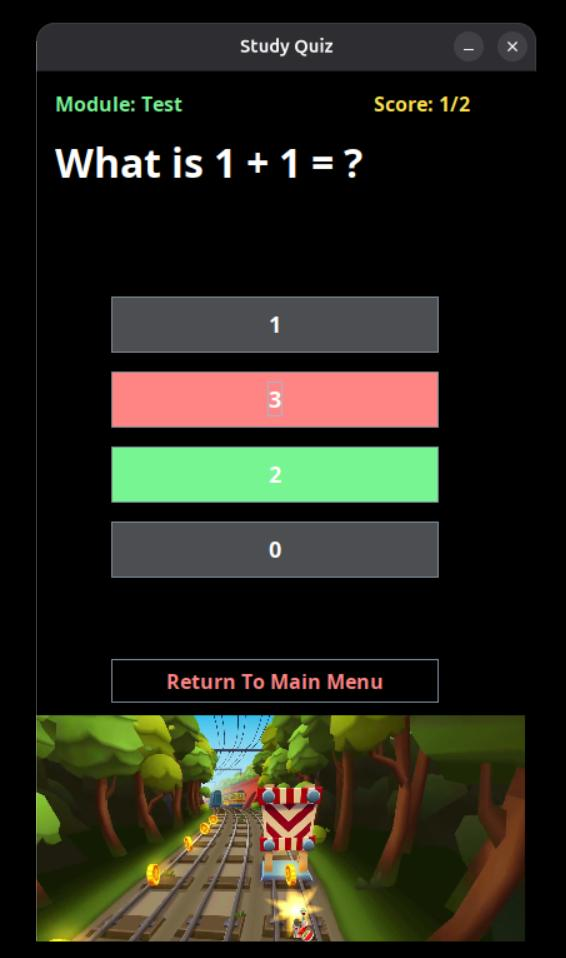 Study Quiz
Module: Test
Score: 1/2
What is 1 + 1 = ?
1
3
2
0
Return To Main Menu